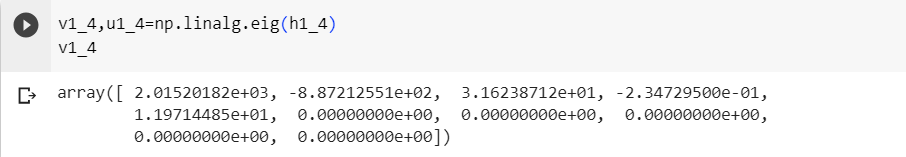 v1_4,u1_4=np.linalg.eig(h1_4)
v1_4
array([ 2.01520182e+03, -8.87212551e+02,  3.16238712e+01, -2.34729500e-01,
1.19714485e+01,  0.00000000e+00,  0.00000000e+00,  0.00000000e+00,
0.00000000e+00,  0.00000000e+00])